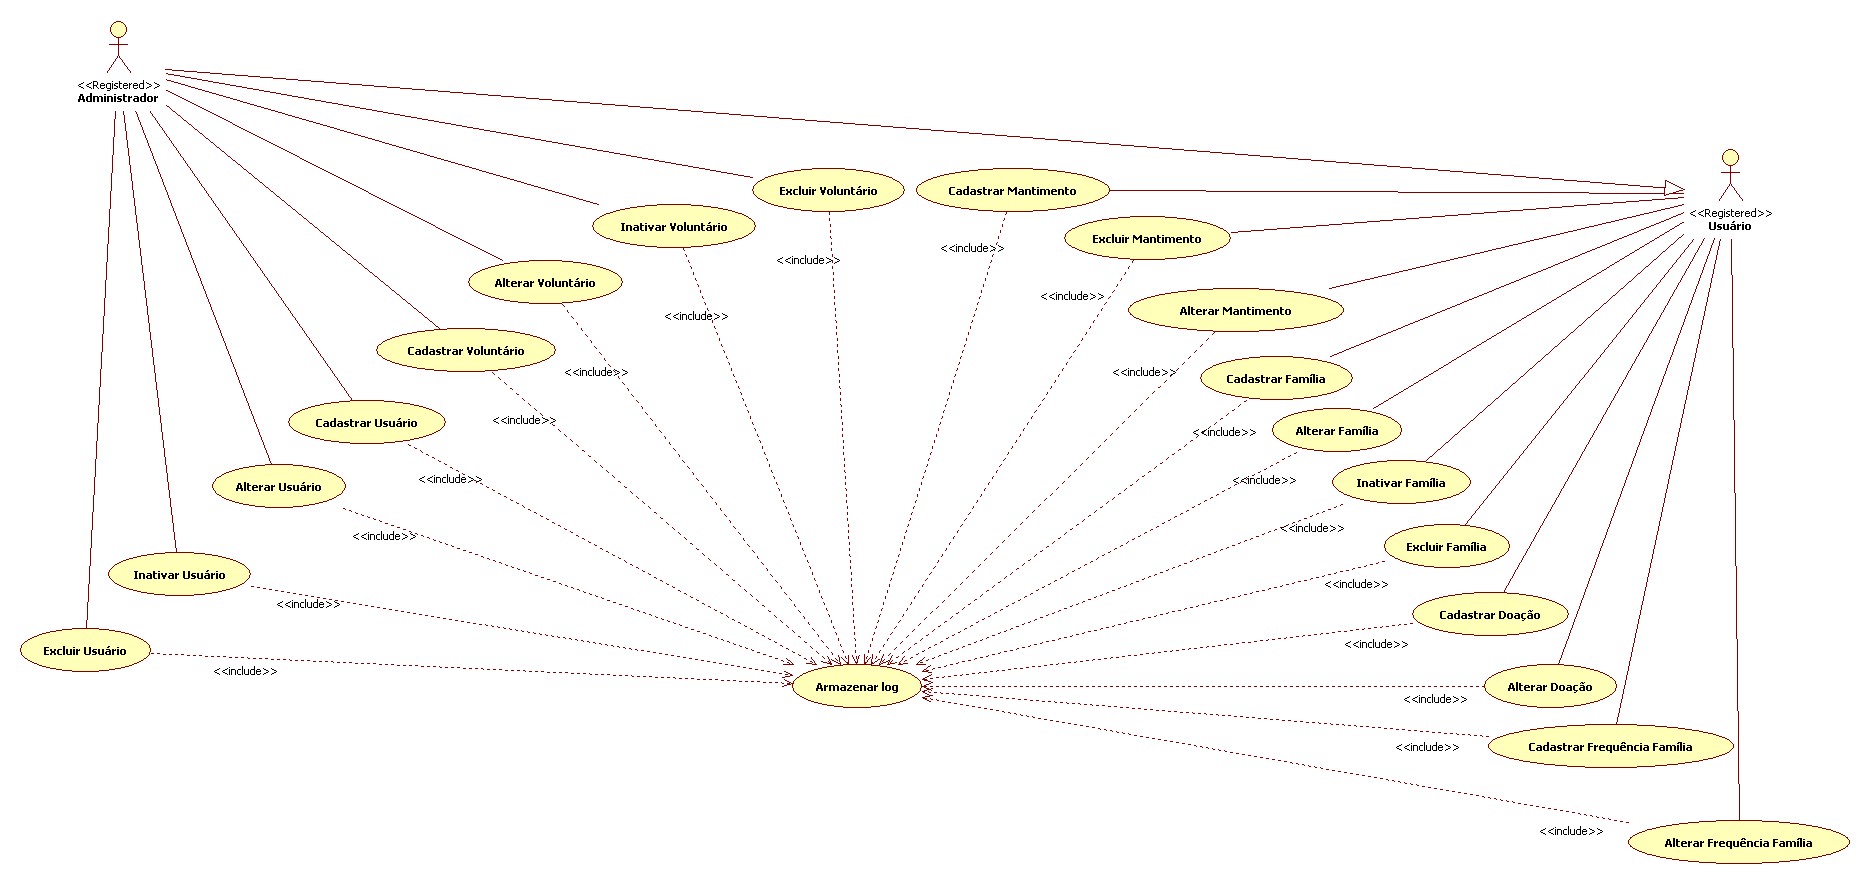 <<Registered>>
Administrador
<<Registered>>
Usuário
Excluir Voluntário
Cadastrar Mantimento
Inativar Voluntário
Excluir Mantimento
<<include>>
<<include>>
Alterar Voluntário
<<include>>
Alterar Mantimento
<<include>>
Cadastrar Voluntário
<<include>>
<<include>>
Cadastrar Família
Cadastrar Usuário
<<include>>
<<include>>
Alterar Família
<<include>>
<<include>>
Alterar Usuário
Inativar Família
<<include>>
<<include>>
Excluir Família
Inativar Usuário
<<include>>
<<include>>
Cadastrar Doação
Excluir Usuário
<<include>>
<<include>>
Armazenar log
Alterar Doação
<<include>>
Cadastrar Frequência Família
<<include>>
<<include>>
Alterar Frequência Família